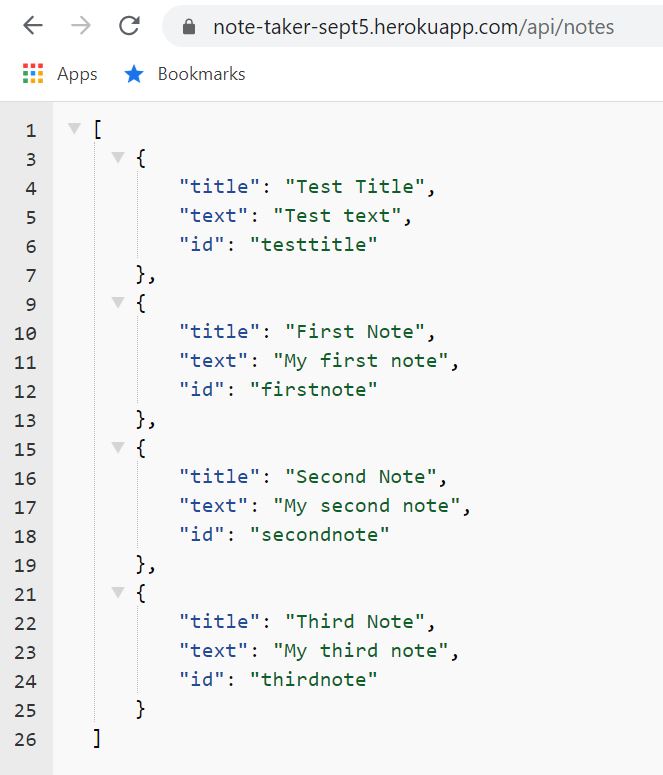 note-taker-sept5.herokuapp.com/api/notes
Apps Bookmarks
1 [
3 {
4 "title": "Test Title",
5 "text": "Test text",
6 "id": "testtitle"
7 },
9 {
10 "title": "First Note",
11 "text": "My first note",
12 "id": "firstnote"
13 },
15 {
16 "title": "Second Note",
17 "text": "My second note",
18 "id": "secondnote"
19 },
21 {
22 "title": "Third Note",
23 "text": "My third note",
24 "id": "thirdnote"
25 }
26 ]